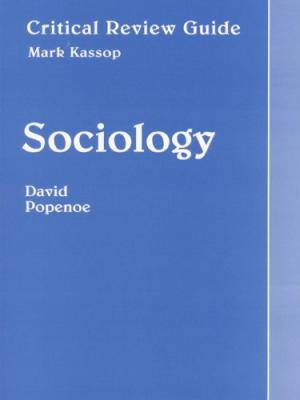 Critical Review Guide
Mark Kassop
Sociology
David
Popenoe